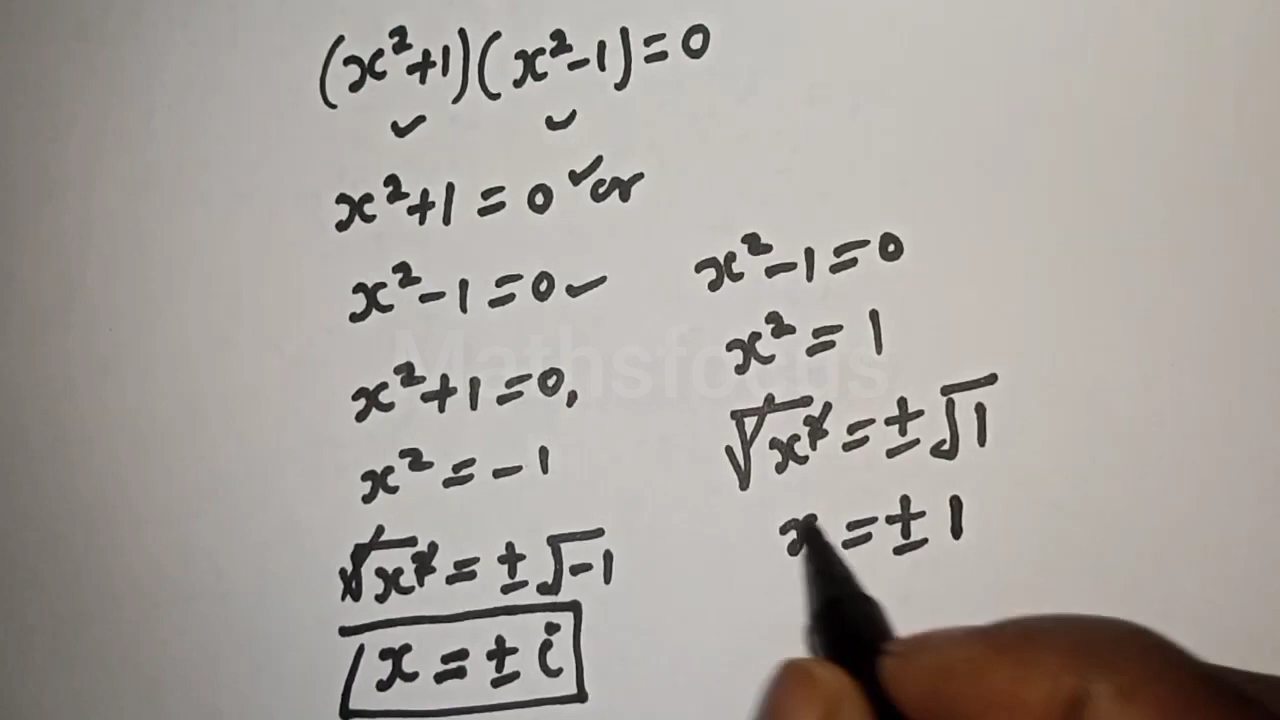 (x²+1)(x²-1)=0
x²+1=0 or
x²-1=0
x²+1=0,
x²=-1
√x²=±√-1
x=±i
x²-1=0
x²=1
√x²=±√1
x=±1
Mathsfocus